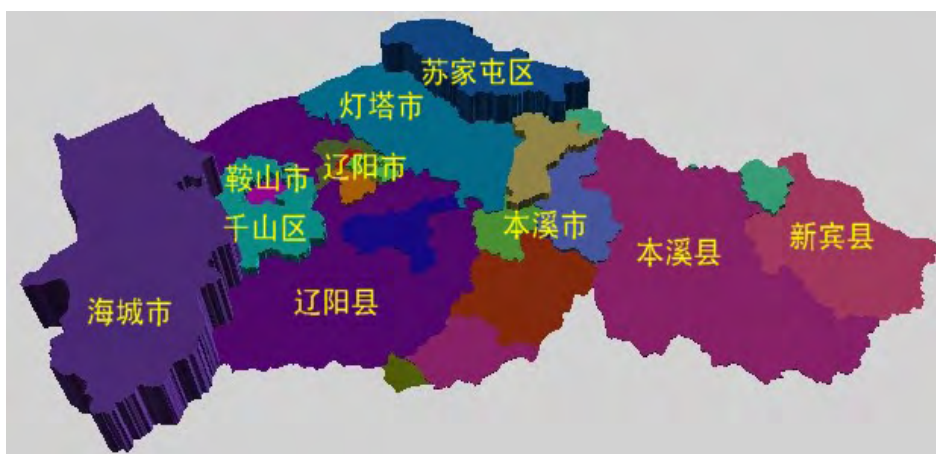 苏家屯区
灯塔市
鞍山市
辽阳市
千山区
本溪市
本溪县
新宾县
海城市
辽阳县